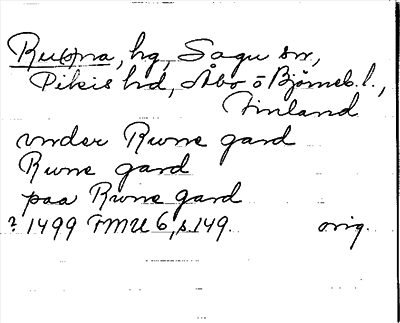 Ru(s)na, hg, Sagu sn,
Pikis hd, Åbo o Björneb. l.,
Finland
vnder Rwne gard
Rwne gard
paa Rwne gard
? 1499 FMU 6, s. 149. orig.